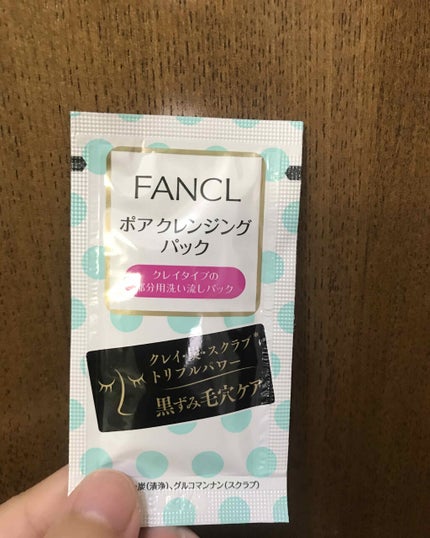 FANCL
ポアクレンジング
パック
クレイタイプの
部分用洗い流しパック
クレイ・炭・スクラブ※の
トリプルパワー
黒ずみ毛穴ケア
炭(清浄)、グルコマンナン(スクラブ)